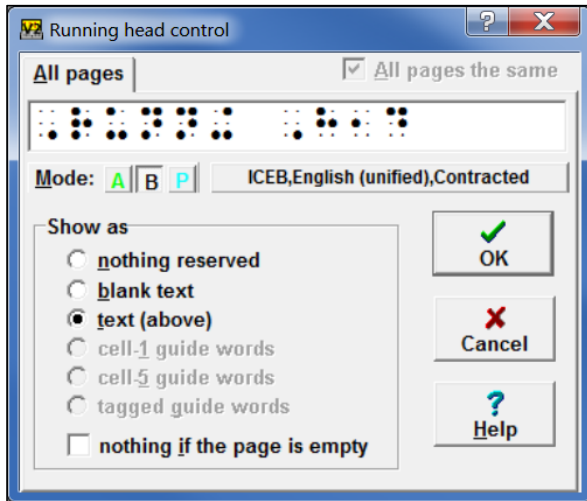 Running head control
All pages
All pages the same
⠠⠗⠥⠝⠝⠬ ⠠⠓⠂⠙
Mode: A B P ICEB,English (unified),Contracted
Show as
nothing reserved
blank text
text (above)
cell-1 guide words
cell-5 guide words
tagged guide words
nothing if the page is empty
OK
Cancel
?
Help